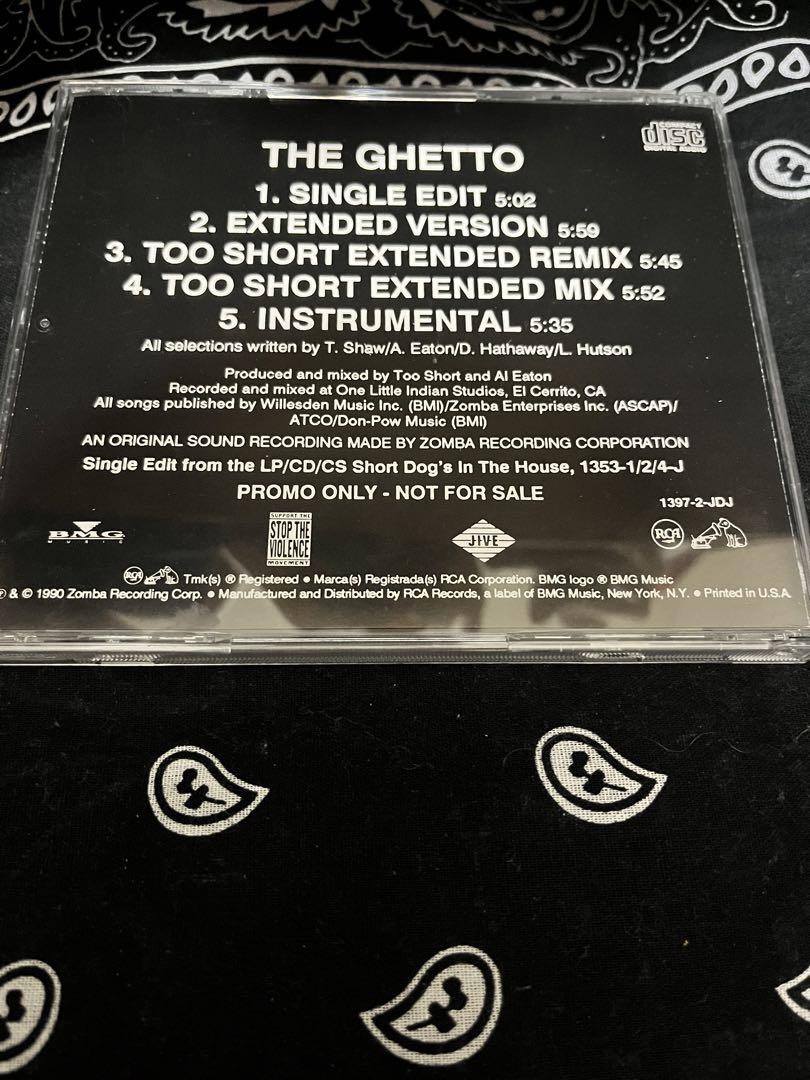 COMPACT
disc
DIGITAL AUDIO
THE GHETTO
1. SINGLE EDIT 5:02
2. EXTENDED VERSION 5:59
3. TOO SHORT EXTENDED REMIX 5:45
4. TOO SHORT EXTENDED MIX 5:52
5. INSTRUMENTAL 5:35
All selections written by T. Shaw/A. Eaton/D. Hathaway/L. Hutson
Produced and mixed by Too Short and Al Eaton
Recorded and mixed at One Little Indian Studios, El Cerrito, CA
All songs published by Willesden Music Inc. (BMI)/Zomba Enterprises Inc. (ASCAP)/
ATCO/Don-Pow Music (BMI)
AN ORIGINAL SOUND RECORDING MADE BY ZOMBA RECORDING CORPORATION
Single Edit from the LP/CD/CS Short Dog's In The House, 1353-1/2/4-J
PROMO ONLY - NOT FOR SALE
1397-2-JDJ
BMG
MUSIC
SUPPORT THE
STOP THE
VIOLENCE
MOVEMENT
JIVE
RCA
RCA Tmk(s) ® Registered ● Marca(s) Registrada(s) RCA Corporation. BMG logo ® BMG Music
℗ & © 1990 Zomba Recording Corp. ● Manufactured and Distributed by RCA Records, a label of BMG Music, New York, N.Y. ● Printed in U.S.A.